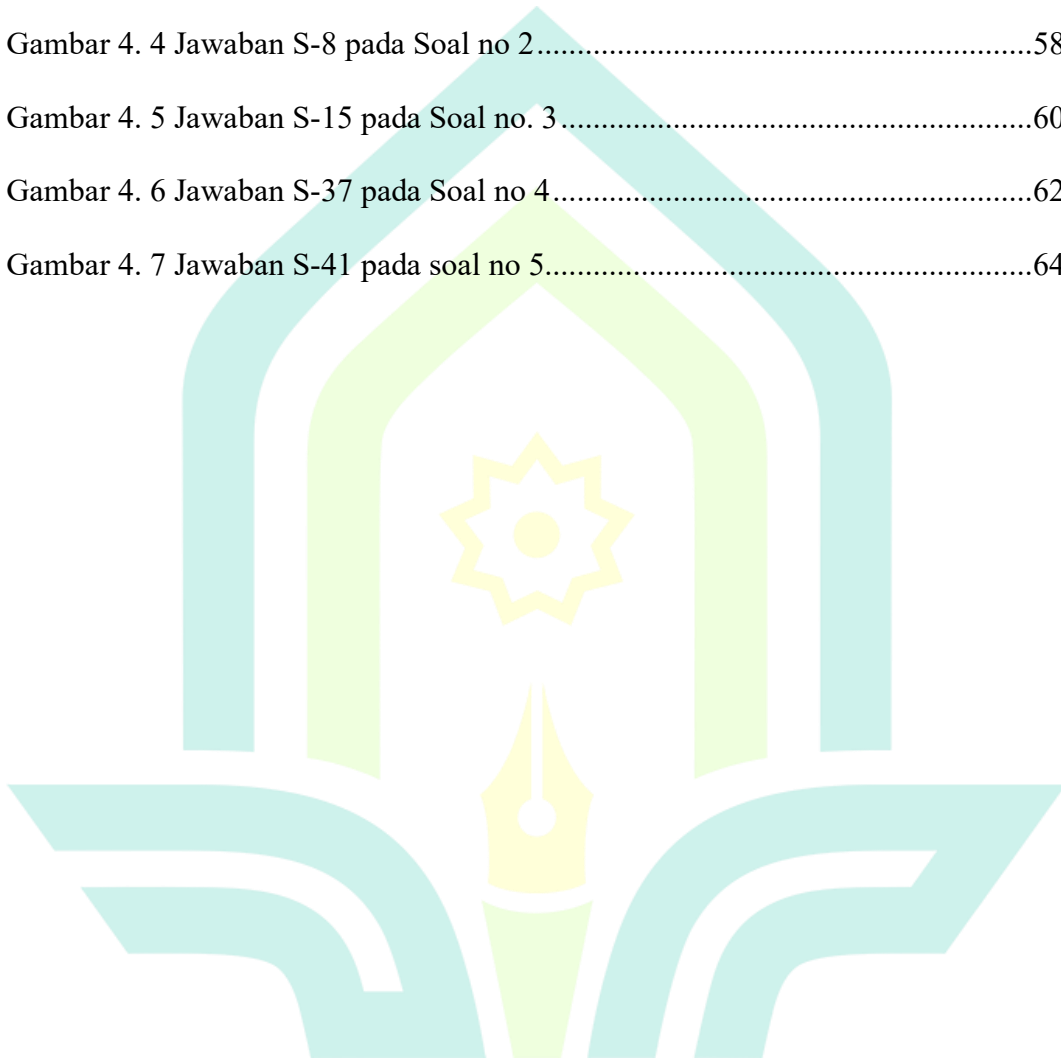 Gambar 4. 4 Jawaban S-8 pada Soal no 2..............................................................58
Gambar 4. 5 Jawaban S-15 pada Soal no. 3...........................................................60
Gambar 4. 6 Jawaban S-37 pada Soal no 4............................................................62
Gambar 4. 7 Jawaban S-41 pada soal no 5.............................................................64